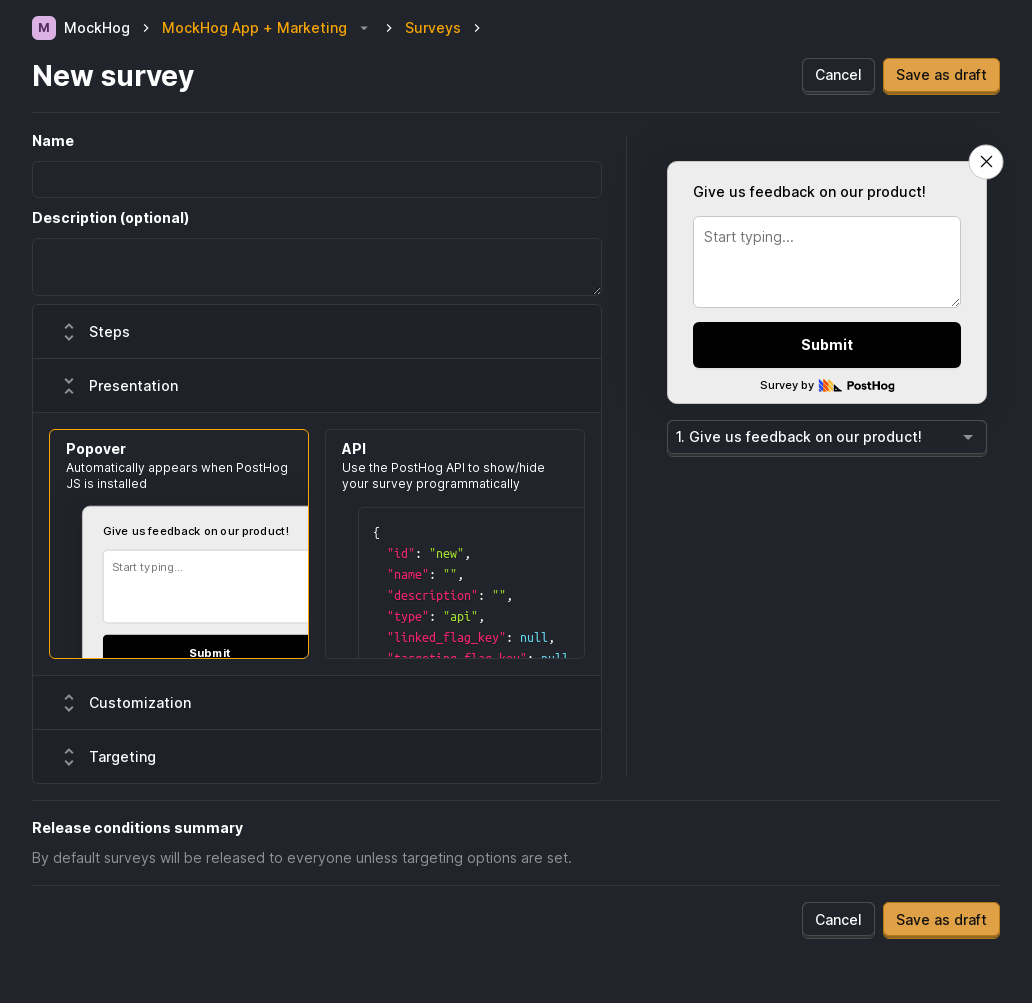 M MockHog MockHog App + Marketing Surveys
New survey
Cancel Save as draft
Name
Description (optional)
Steps
Presentation
Popover
Automatically appears when PostHog
JS is installed
Give us feedback on our product!
Start typing...
Submit
API
Use the PostHog API to show/hide
your survey programmatically
{
"id": "new",
"name": "",
"description": "",
"type": "api",
"linked_flag_key": null,
"targeting_flag_key": null
Customization
Targeting
Give us feedback on our product!
Start typing...
Submit
Survey by PostHog
1. Give us feedback on our product!
Release conditions summary
By default surveys will be released to everyone unless targeting options are set.
Cancel Save as draft